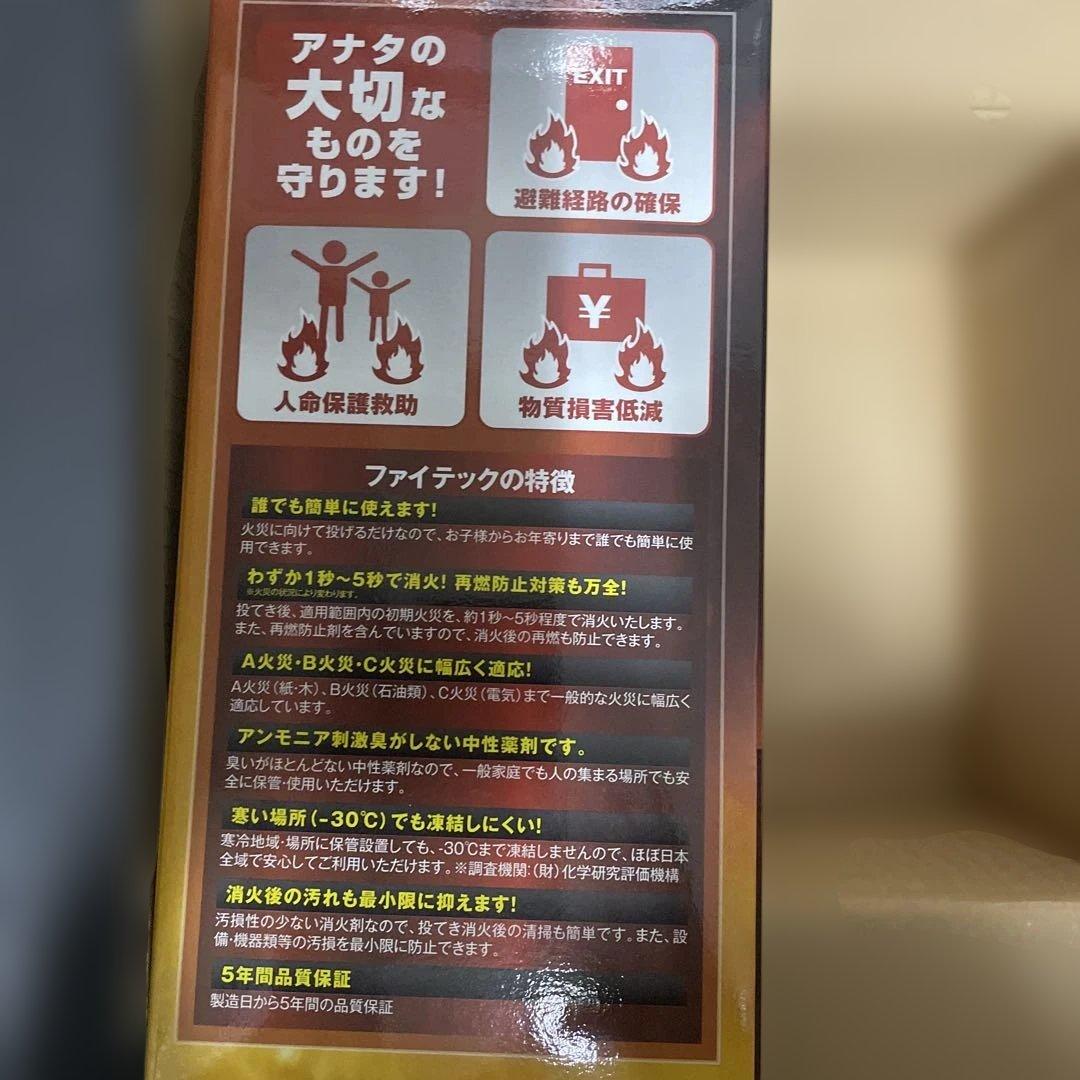 アナタの
大切な
ものを
守ります!
EXIT
避難経路の確保
人命保護救助
¥
物質損害低減
ファイテックの特徴
誰でも簡単に使えます!
火災に向けて投げるだけなので、お子様からお年寄りまで誰でも簡単に使
用できます。
わずか1秒〜5秒で消火! 再燃防止対策も万全!
※火災の状況により変わります。
投てき後、適用範囲内の初期火災を、約1秒〜5秒程度で消火いたします。
また、再燃防止剤を含んでいますので、消火後の再燃も防止できます。
A火災・B火災・C火災に幅広く適応!
A火災(紙・木)、B火災(石油類)、C火災(電気)まで一般的な火災に幅広く
適応しています。
アンモニア刺激臭がしない中性薬剤です。
臭いがほとんどない中性薬剤なので、一般家庭でも人の集まる場所でも安
全に保管・使用いただけます。
寒い場所(-30℃)でも凍結しにくい!
寒冷地域・場所に保管設置しても、-30℃まで凍結しませんので、ほぼ日本
全域で安心してご利用いただけます。※調査機関:(財)化学研究評価機構
消火後の汚れも最小限に抑えます!
汚損性の少ない消火剤なので、投てき消火後の清掃も簡単です。また、設
備・機器類等の汚損を最小限に防止できます。
5年間品質保証
製造日から5年間の品質保証